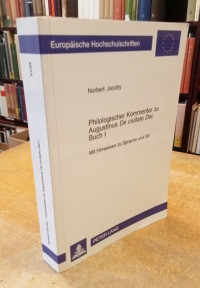 Europäische Hochschulschriften
Norbert Jacoby
Philologischer Kommentar zu
Augustinus De civitate Dei,
Buch I
Mit Hinweisen zu Sprache und Stil
PETER LANG